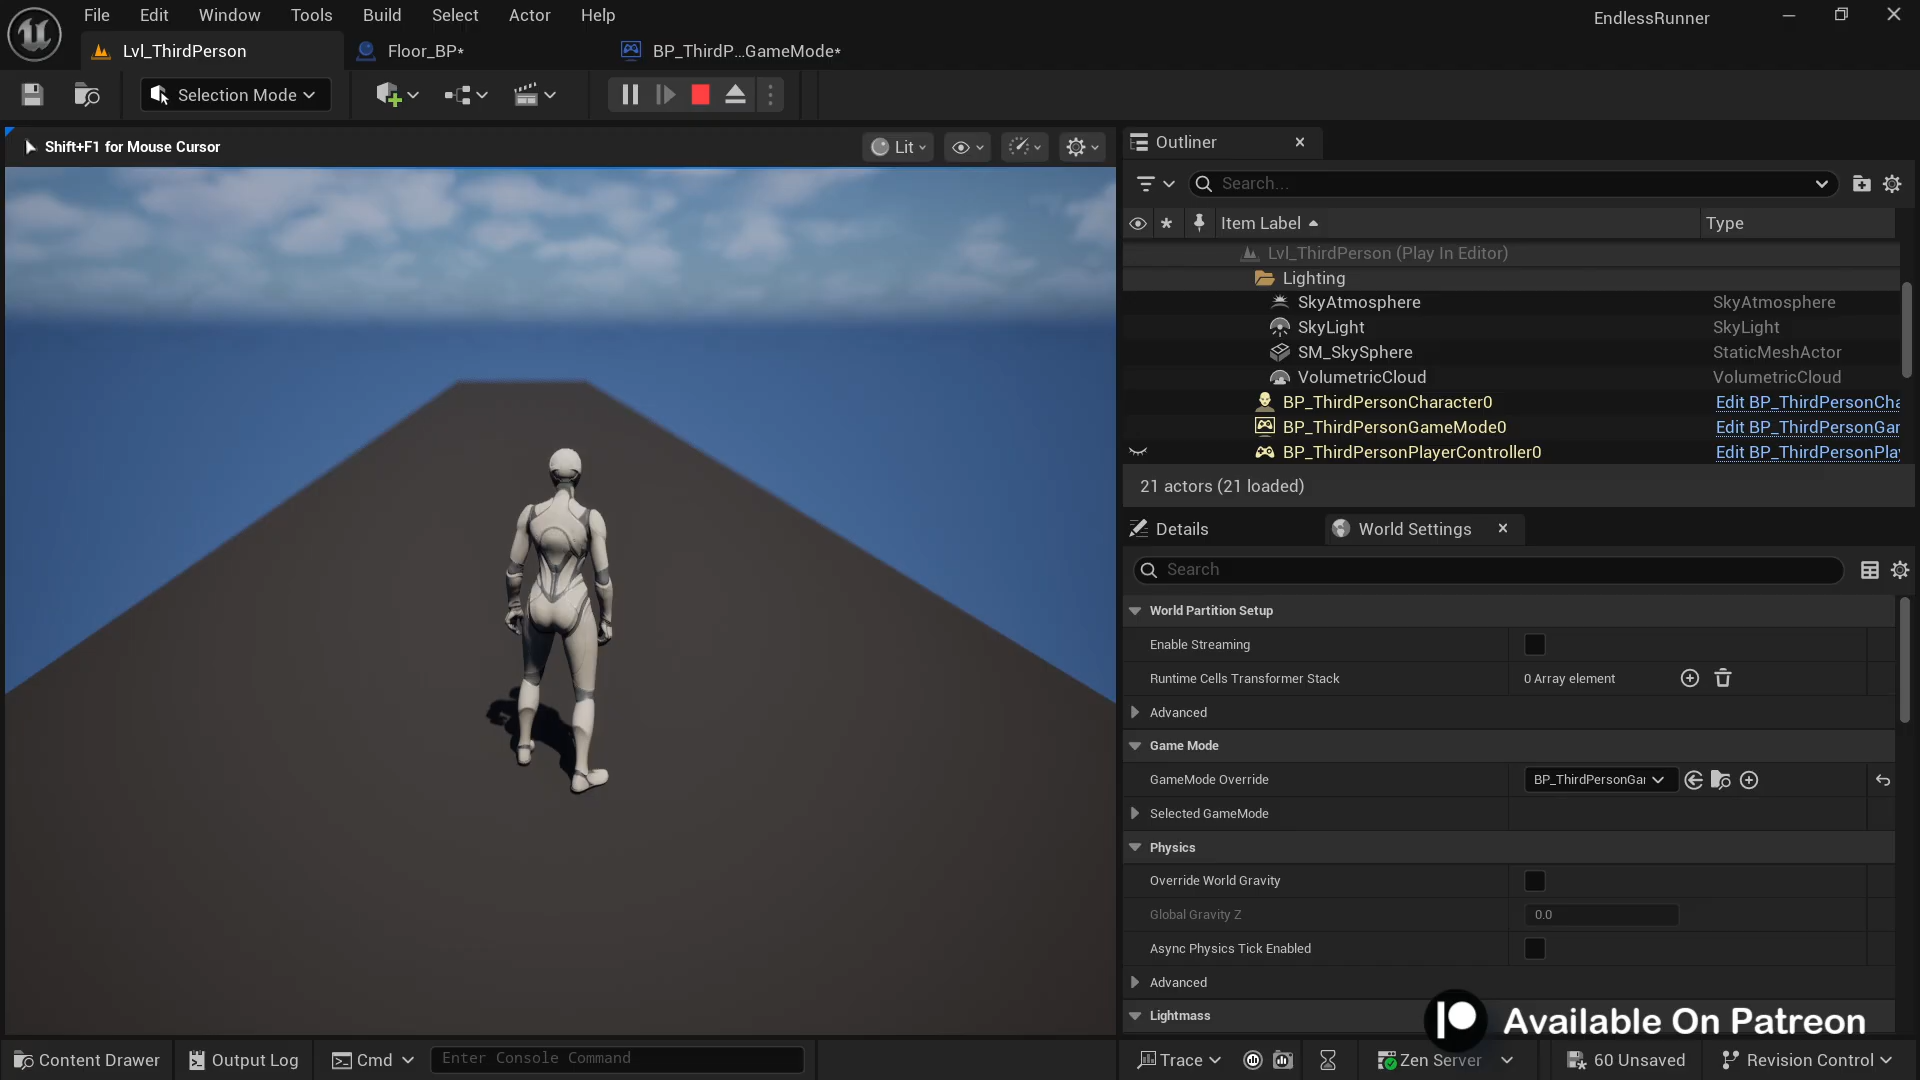 File Edit Window Tools Build Select Actor Help
EndlessRunner
Lvl_ThirdPerson
Floor_BP*
BP_ThirdP...GameMode*
Selection Mode
Shift+F1 for Mouse Cursor
Lit
Outliner
Search...
Item Label
Type
Lvl_ThirdPerson (Play In Editor)
Lighting
SkyAtmosphere SkyAtmosphere
SkyLight SkyLight
SM_SkySphere StaticMeshActor
VolumetricCloud VolumetricCloud
BP_ThirdPersonCharacter0 Edit BP_ThirdPersonCha
BP_ThirdPersonGameMode0 Edit BP_ThirdPersonGar
BP_ThirdPersonPlayerController0 Edit BP_ThirdPersonPla
21 actors (21 loaded)
Details
World Settings
Search
World Partition Setup
Enable Streaming
Runtime Cells Transformer Stack 0 Array element
Advanced
Game Mode
GameMode Override BP_ThirdPersonGai
Selected GameMode
Physics
Override World Gravity
Global Gravity Z 0.0
Async Physics Tick Enabled
Advanced
Lightmass
Available On Patreon
Content Drawer
Output Log
Cmd
Enter Console Command
Trace
Zen Server
60 Unsaved
Revision Control